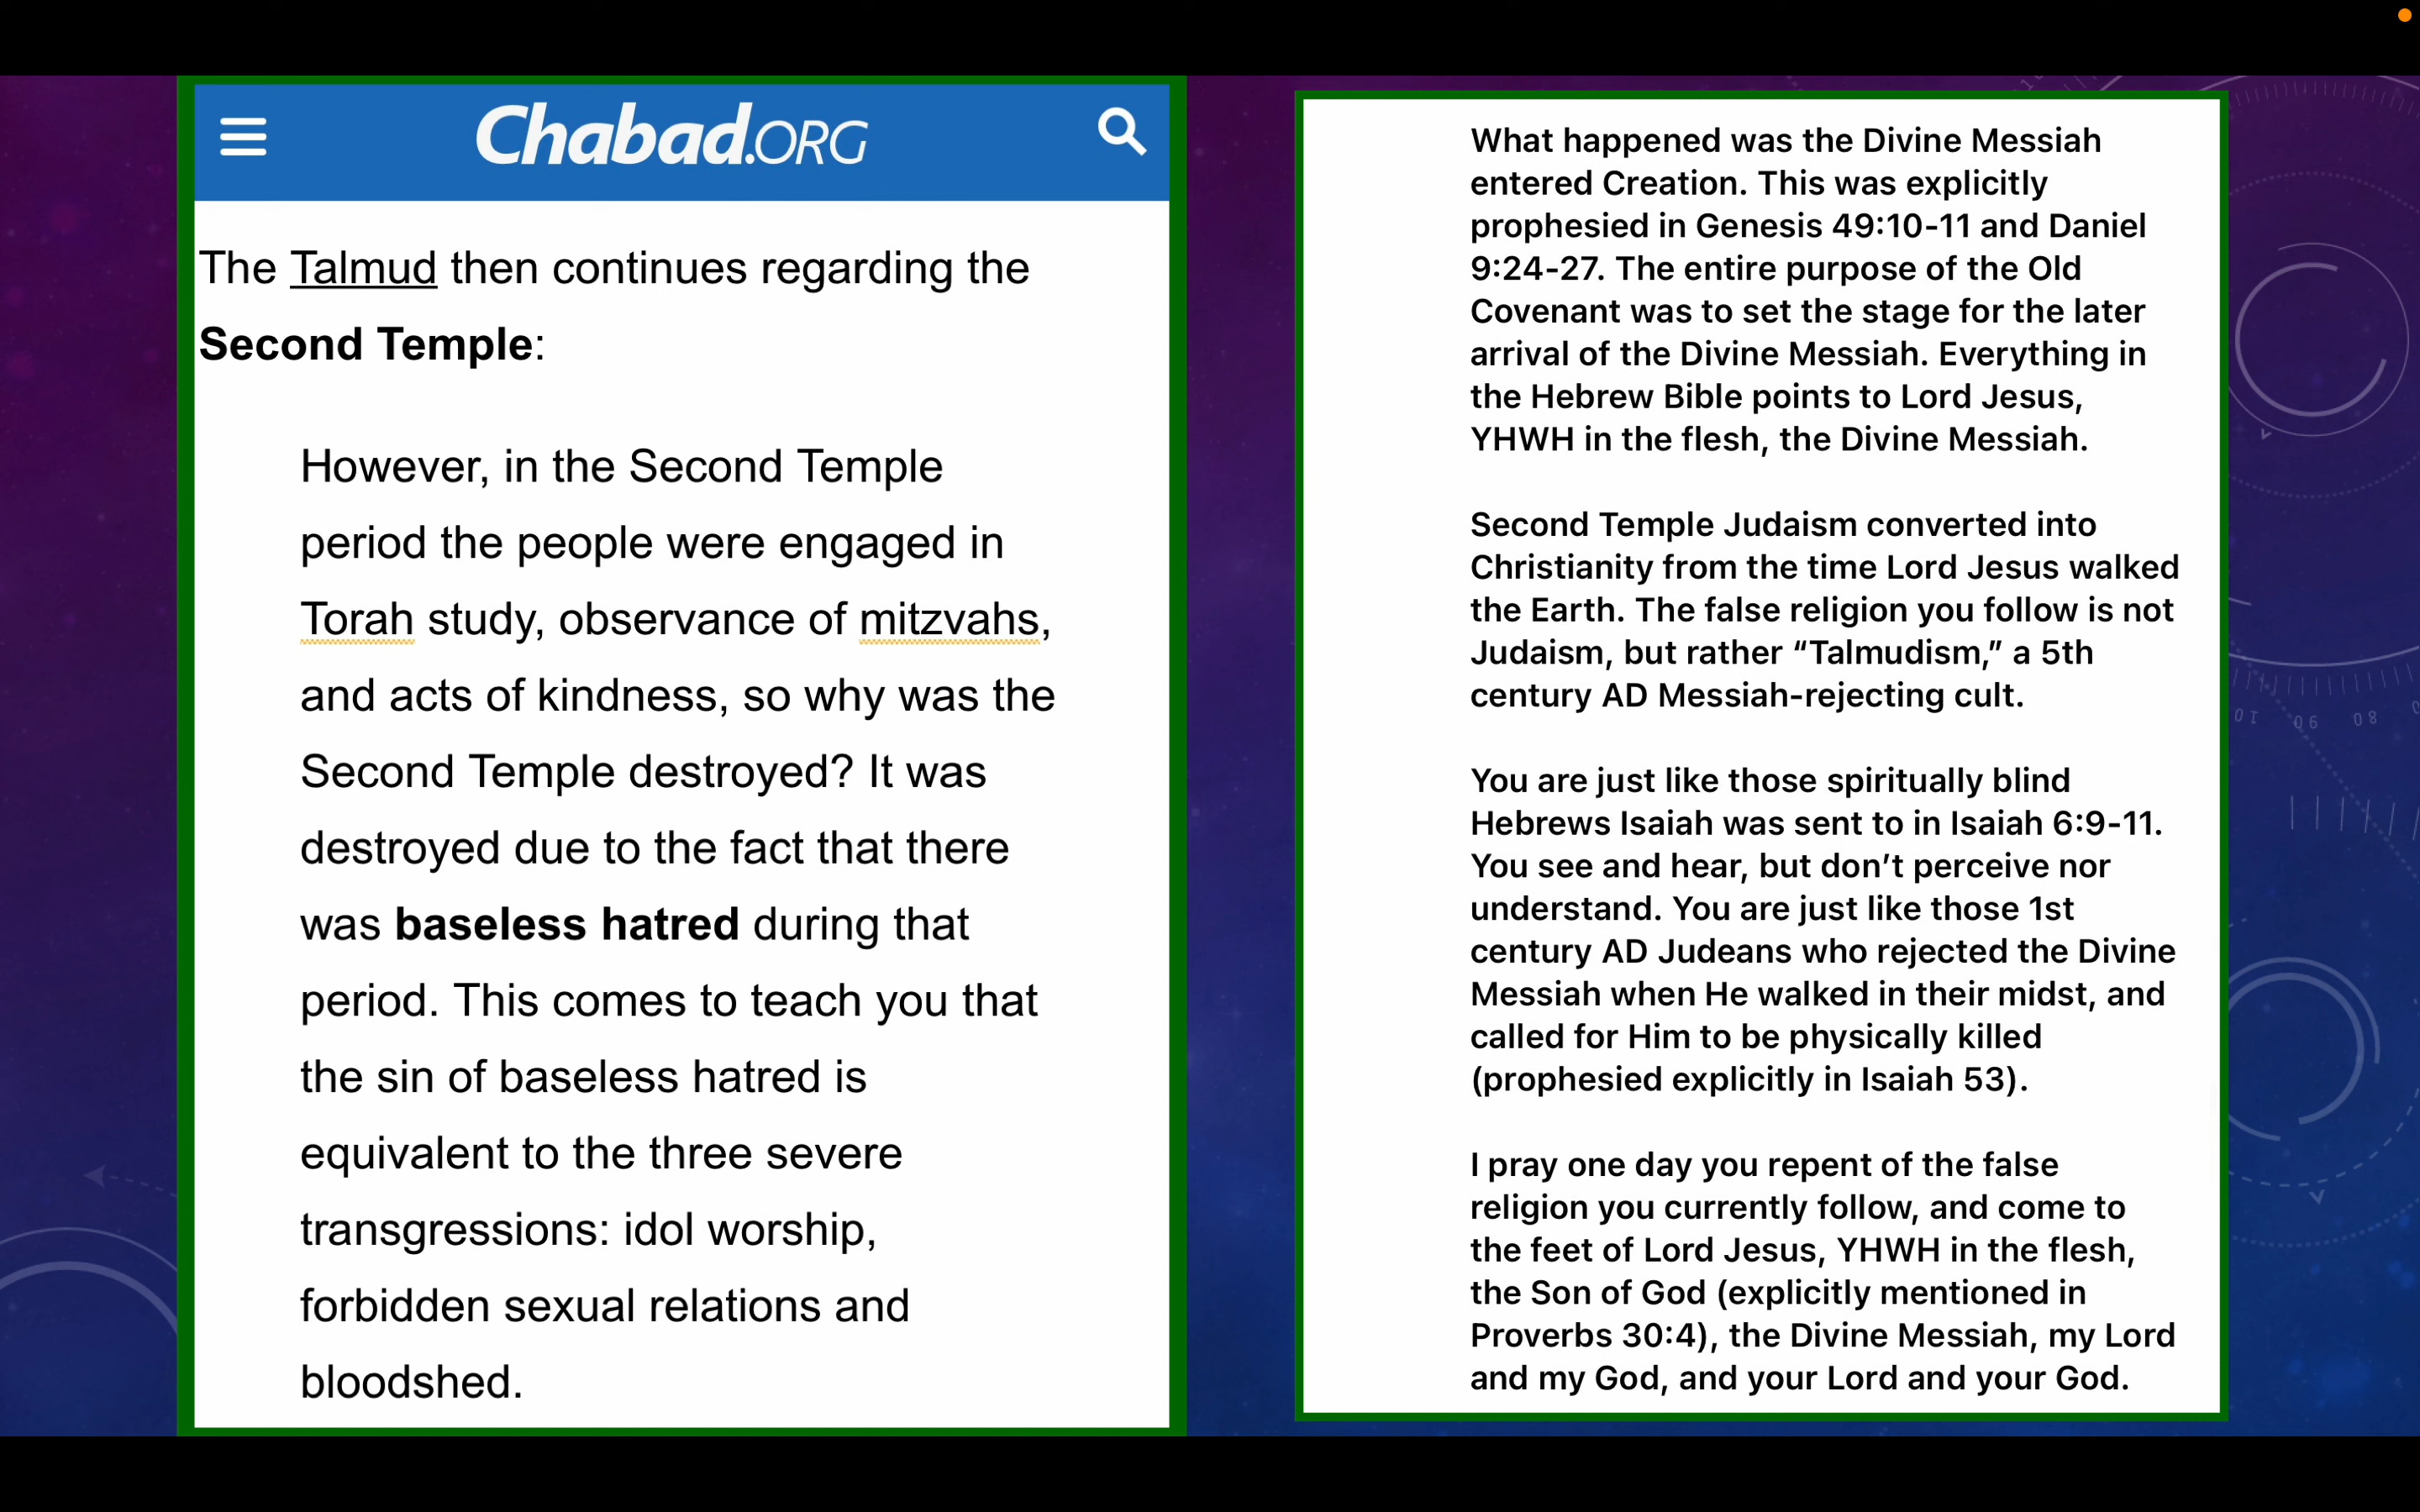 Chabad.ORG
The Talmud then continues regarding the
Second Temple:
However, in the Second Temple
period the people were engaged in
Torah study, observance of mitzvahs,
and acts of kindness, so why was the
Second Temple destroyed? It was
destroyed due to the fact that there
was baseless hatred during that
period. This comes to teach you that
the sin of baseless hatred is
equivalent to the three severe
transgressions: idol worship,
forbidden sexual relations and
bloodshed.
What happened was the Divine Messiah
entered Creation. This was explicitly
prophesied in Genesis 49:10-11 and Daniel
9:24-27. The entire purpose of the Old
Covenant was to set the stage for the later
arrival of the Divine Messiah. Everything in
the Hebrew Bible points to Lord Jesus,
YHWH in the flesh, the Divine Messiah.
Second Temple Judaism converted into
Christianity from the time Lord Jesus walked
the Earth. The false religion you follow is not
Judaism, but rather “Talmudism,” a 5th
century AD Messiah-rejecting cult.
You are just like those spiritually blind
Hebrews Isaiah was sent to in Isaiah 6:9-11.
You see and hear, but don’t perceive nor
understand. You are just like those 1st
century AD Judeans who rejected the Divine
Messiah when He walked in their midst, and
called for Him to be physically killed
(prophesied explicitly in Isaiah 53).
I pray one day you repent of the false
religion you currently follow, and come to
the feet of Lord Jesus, YHWH in the flesh,
the Son of God (explicitly mentioned in
Proverbs 30:4), the Divine Messiah, my Lord
and my God, and your Lord and your God.